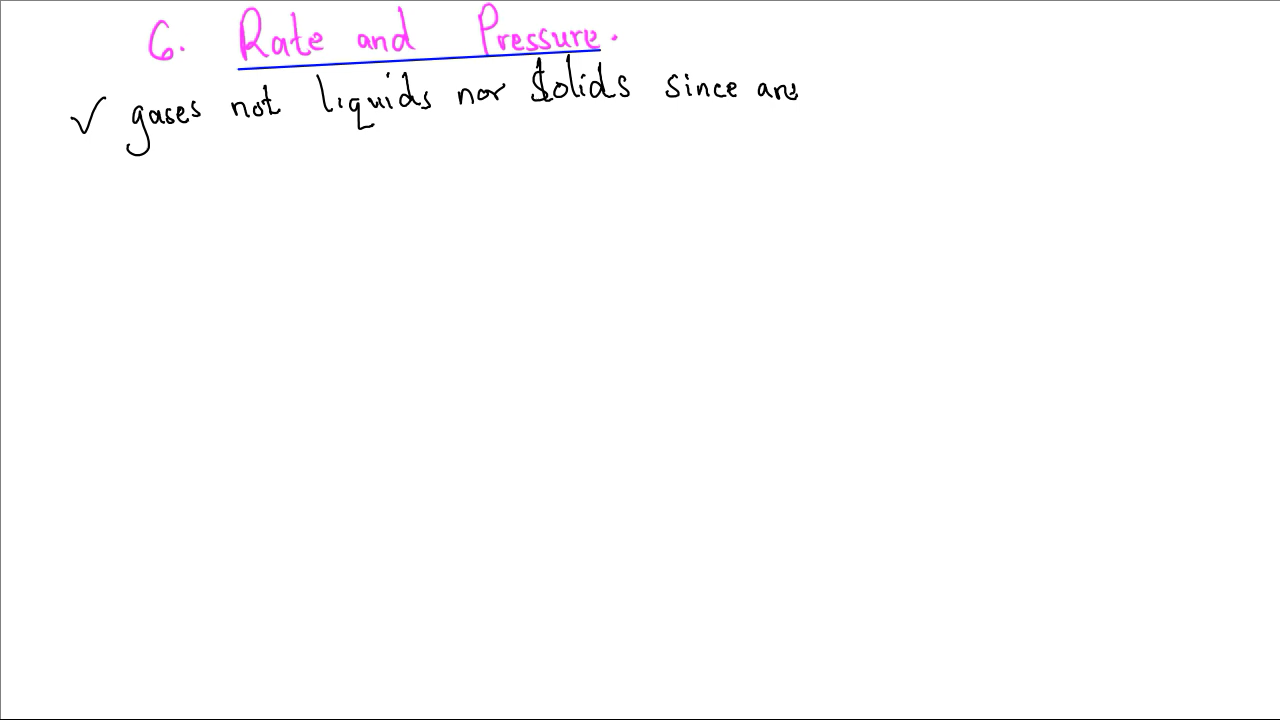 6. Rate and Pressure.
✓ gases not liquids nor solids since are